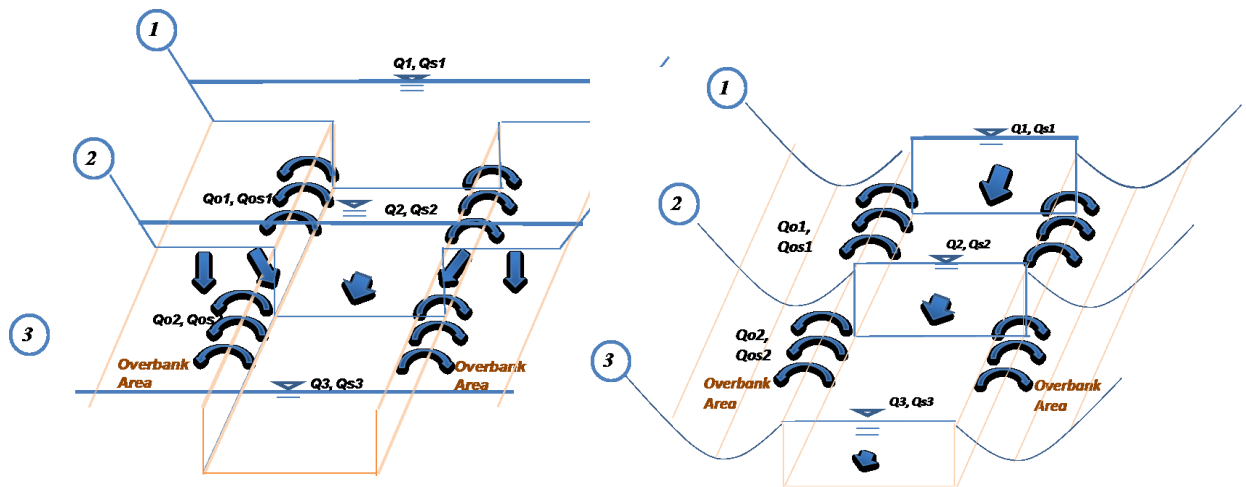 1
Q1, Qs1
2
Qo1, Qos1
Q2, Qs2
3
Qo2, Qos2
Overbank
Area
Overbank
Area
Q3, Qs3
1
Q1, Qs1
2
Qo1,
Qos1
Q2, Qs2
3
Qo2,
Qos2
Overbank
Area
Overbank
Area
Q3, Qs3